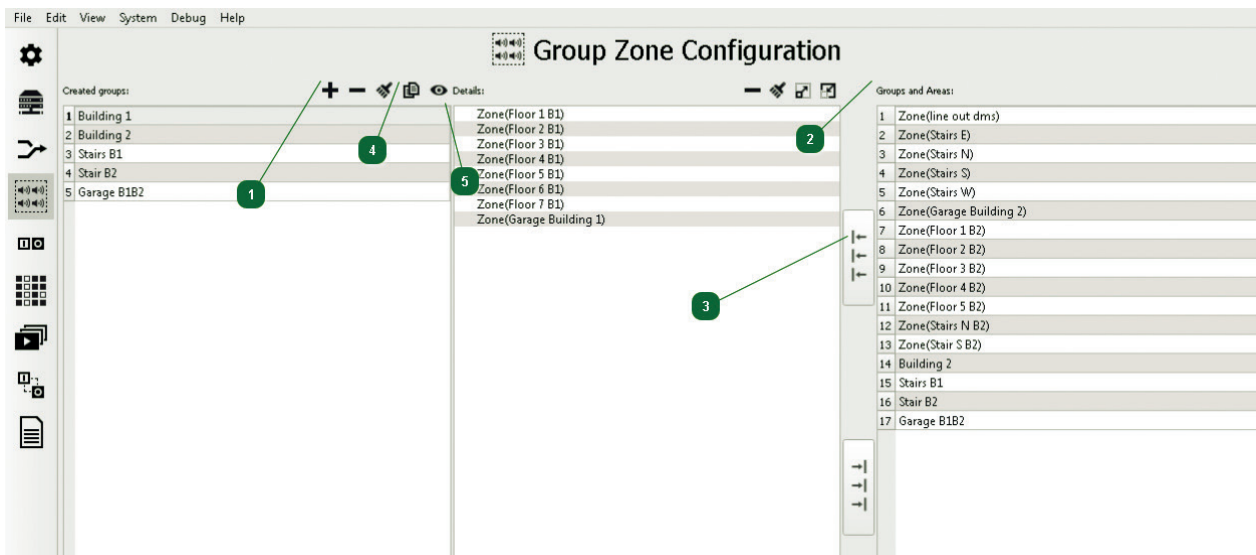 File Edit View System Debug Help
Group Zone Configuration
Created groups:
1 Building 1
2 Building 2
3 Stairs B1
4 Stair B2
5 Garage B1B2
1
4
5
Details:
Zone(Floor 1 B1)
Zone(Floor 2 B1)
Zone(Floor 3 B1)
Zone(Floor 4 B1)
Zone(Floor 5 B1)
Zone(Floor 6 B1)
Zone(Floor 7 B1)
Zone(Garage Building 1)
2
3
Groups and Areas:
1 Zone(line out dms)
2 Zone(Stairs E)
3 Zone(Stairs N)
4 Zone(Stairs S)
5 Zone(Stairs W)
6 Zone(Garage Building 2)
7 Zone(Floor 1 B2)
8 Zone(Floor 2 B2)
9 Zone(Floor 3 B2)
10 Zone(Floor 4 B2)
11 Zone(Floor 5 B2)
12 Zone(Stairs N B2)
13 Zone(Stair S B2)
14 Building 2
15 Stairs B1
16 Stair B2
17 Garage B1B2